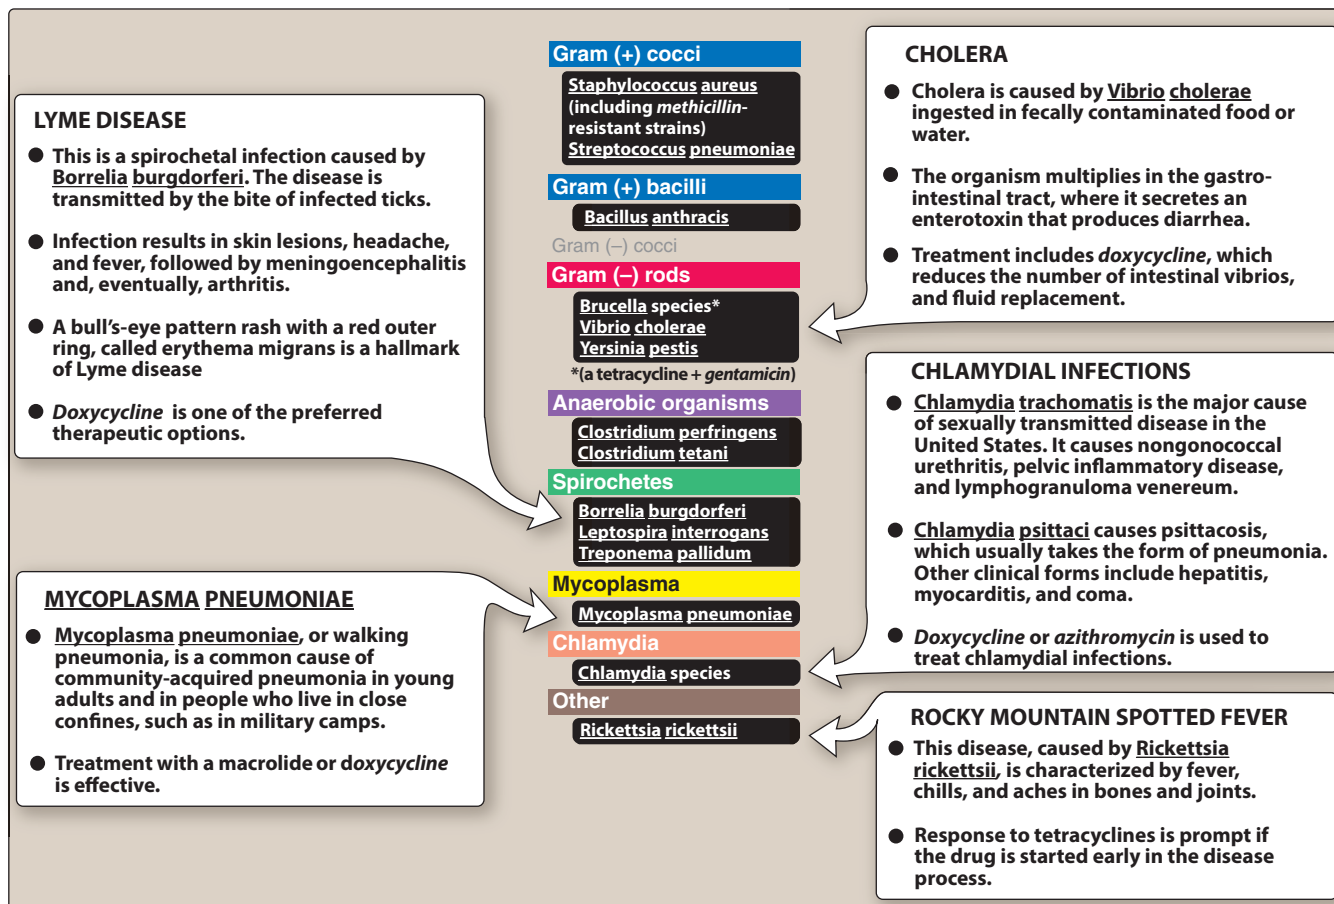 LYME DISEASE
● This is a spirochetal infection caused by
Borrelia burgdorferi. The disease is
transmitted by the bite of infected ticks.
● Infection results in skin lesions, headache,
and fever, followed by meningoencephalitis
and, eventually, arthritis.
● A bull's-eye pattern rash with a red outer
ring, called erythema migrans is a hallmark
of Lyme disease
● Doxycycline is one of the preferred
therapeutic options.
MYCOPLASMA PNEUMONIAE
● Mycoplasma pneumoniae, or walking
pneumonia, is a common cause of
community-acquired pneumonia in young
adults and in people who live in close
confines, such as in military camps.
● Treatment with a macrolide or doxycycline
is effective.
Gram (+) cocci
Staphylococcus aureus
(including methicillin-
resistant strains)
Streptococcus pneumoniae
Gram (+) bacilli
Bacillus anthracis
Gram (–) cocci
Gram (–) rods
Brucella species*
Vibrio cholerae
Yersinia pestis
*(a tetracycline + gentamicin)
Anaerobic organisms
Clostridium perfringens
Clostridium tetani
Spirochetes
Borrelia burgdorferi
Leptospira interrogans
Treponema pallidum
Mycoplasma
Mycoplasma pneumoniae
Chlamydia
Chlamydia species
Other
Rickettsia rickettsii
CHOLERA
● Cholera is caused by Vibrio cholerae
ingested in fecally contaminated food or
water.
● The organism multiplies in the gastro-
intestinal tract, where it secretes an
enterotoxin that produces diarrhea.
● Treatment includes doxycycline, which
reduces the number of intestinal vibrios,
and fluid replacement.
CHLAMYDIAL INFECTIONS
● Chlamydia trachomatis is the major cause
of sexually transmitted disease in the
United States. It causes nongonococcal
urethritis, pelvic inflammatory disease,
and lymphogranuloma venereum.
● Chlamydia psittaci causes psittacosis,
which usually takes the form of pneumonia.
Other clinical forms include hepatitis,
myocarditis, and coma.
● Doxycycline or azithromycin is used to
treat chlamydial infections.
ROCKY MOUNTAIN SPOTTED FEVER
● This disease, caused by Rickettsia
rickettsii, is characterized by fever,
chills, and aches in bones and joints.
● Response to tetracyclines is prompt if
the drug is started early in the disease
process.